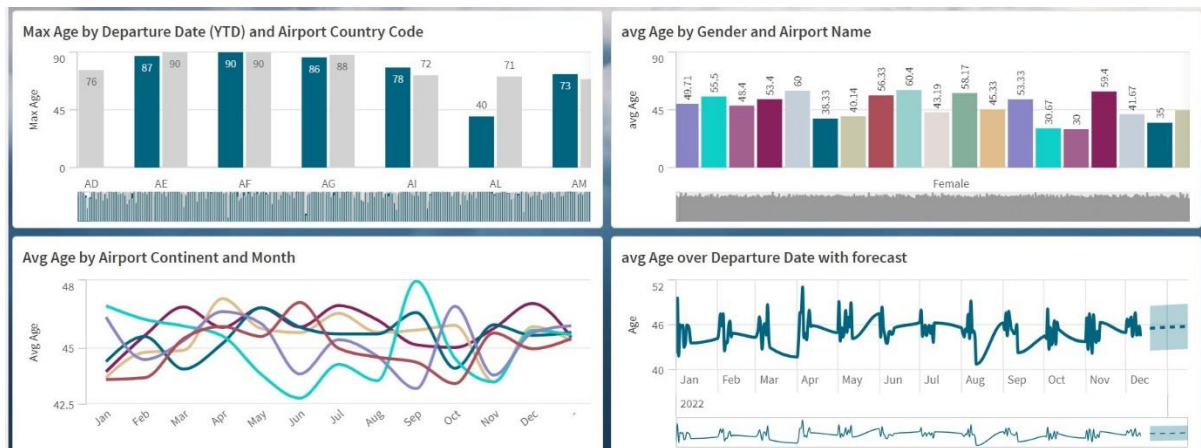 Max Age by Departure Date (YTD) and Airport Country Code
Max Age
90
45
0
76
87
90
90
90
86
88
78
72
40
71
73
AD
AE
AF
AG
AI
AL
AM
avg Age by Gender and Airport Name
avg Age
90
45
0
49.71
55.5
48.4
53.4
60
38.33
40.14
56.33
60.4
43.19
58.17
45.33
53.33
30.67
30
59.4
41.67
35
Female
Avg Age by Airport Continent and Month
Avg Age
48
45
42.5
Jan
Feb
Mar
Apr
May
Jun
Jul
Aug
Sep
Oct
Nov
Dec
-
avg Age over Departure Date with forecast
Age
52
46
40
Jan
Feb
Mar
Apr
May
Jun
Jul
Aug
Sep
Oct
Nov
Dec
2022